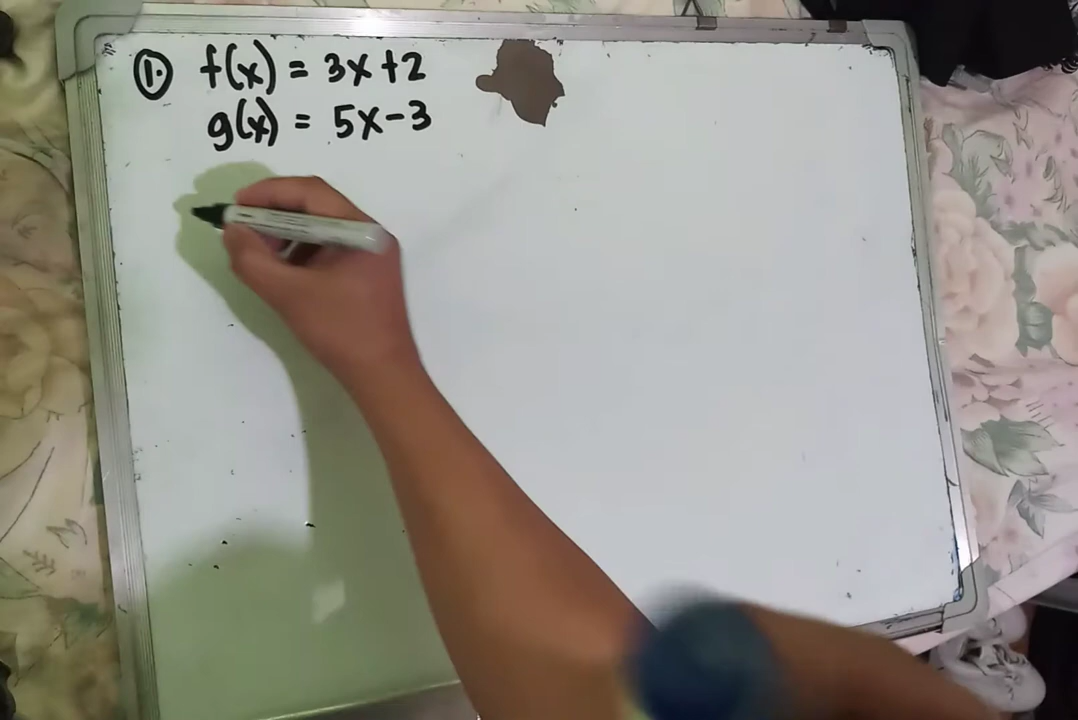 ①. f(x) = 3x+2
g(x) = 5x-3